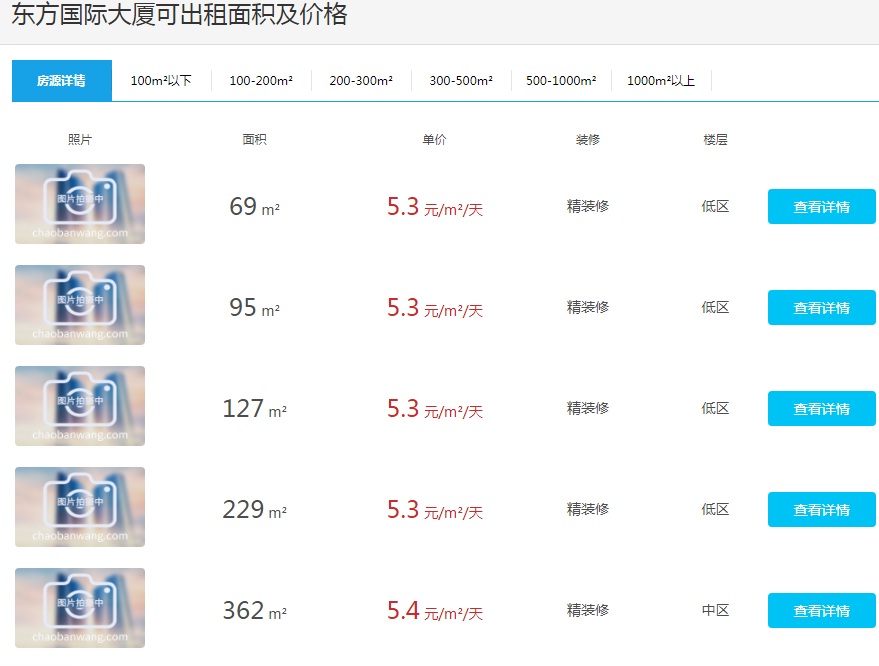 东方国际大厦可出租面积及价格
房源详情 100m²以下 100-200m² 200-300m² 300-500m² 500-1000m² 1000m²以上
照片 面积 单价 装修 楼层
图片拍摄中
chaobanwang.com
69 m² 5.3 元/m²/天 精装修 低区 查看详情
图片拍摄中
chaobanwang.com
95 m² 5.3 元/m²/天 精装修 低区 查看详情
图片拍摄中
chaobanwang.com
127 m² 5.3 元/m²/天 精装修 低区 查看详情
图片拍摄中
chaobanwang.com
229 m² 5.3 元/m²/天 精装修 低区 查看详情
图片拍摄中
chaobanwang.com
362 m² 5.4 元/m²/天 精装修 中区 查看详情